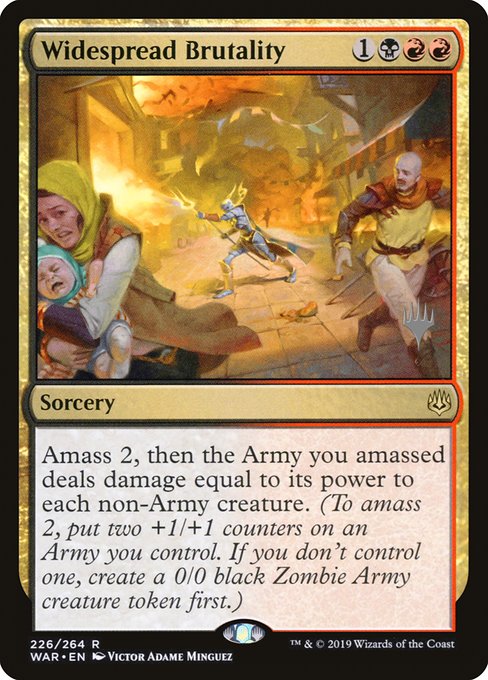 Widespread Brutality 1
Sorcery
Amass 2, then the Army you amassed
deals damage equal to its power to
each non-Army creature. (To amass
2, put two +1/+1 counters on an
Army you control. If you don't control
one, create a 0/0 black Zombie Army
creature token first.)
226/264 R
WAR • EN Victor Adame Minguez
™ & © 2019 Wizards of the Coast